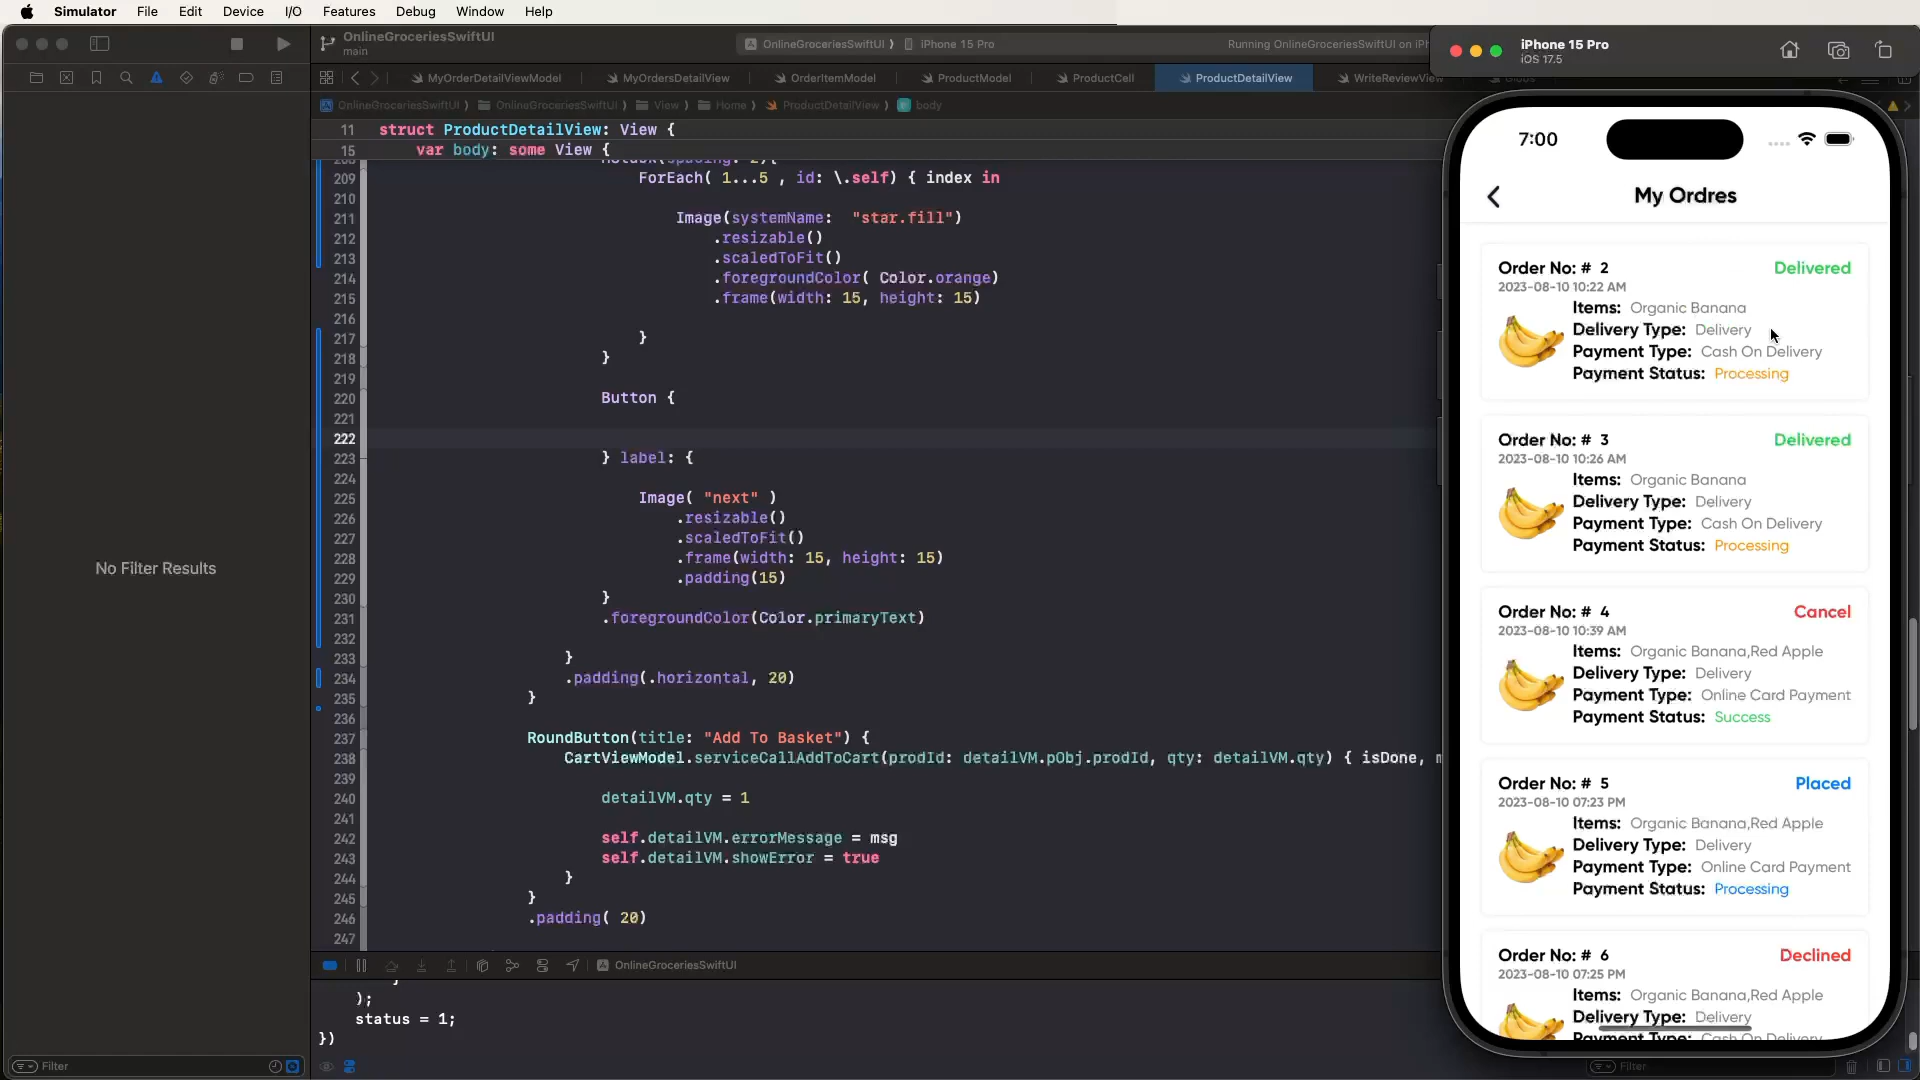 Simulator File Edit Device I/O Features Debug Window Help
OnlineGroceriesSwiftUI
main
OnlineGroceriesSwiftUI ⟩ iPhone 15 Pro
Running OnlineGroceriesSwiftUI on iPh
MyOrderDetailViewModel MyOrdersDetailView OrderItemModel ProductModel ProductCell ProductDetailView WriteReviewView
OnlineGroceriesSwiftUI ⟩ OnlineGroceriesSwiftUI ⟩ View ⟩ Home ⟩ ProductDetailView ⟩ body
11 struct ProductDetailView: View {
15 var body: some View {
209 ForEach( 1...5 , id: \.self) { index in
210
211 Image(systemName: "star.fill")
212 .resizable()
213 .scaledToFit()
214 .foregroundColor( Color.orange)
215 .frame(width: 15, height: 15)
216
217 }
218 }
219
220 Button {
221
222
223 } label: {
224
225 Image( "next" )
226 .resizable()
227 .scaledToFit()
228 .frame(width: 15, height: 15)
229 .padding(15)
230 }
231 .foregroundColor(Color.primaryText)
232
233 }
234 .padding(.horizontal, 20)
235 }
236
237 RoundButton(title: "Add To Basket") {
238 CartViewModel.serviceCallAddToCart(prodId: detailVM.pObj.prodId, qty: detailVM.qty) { isDone, m
239
240 detailVM.qty = 1
241
242 self.detailVM.errorMessage = msg
243 self.detailVM.showError = true
244 }
245 }
246 .padding( 20)
247
No Filter Results
OnlineGroceriesSwiftUI
);
status = 1;
})
Filter
Filter
iPhone 15 Pro
iOS 17.5
7:00
My Ordres
Order No: # 2 Delivered
2023-08-10 10:22 AM
Items: Organic Banana
Delivery Type: Delivery
Payment Type: Cash On Delivery
Payment Status: Processing
Order No: # 3 Delivered
2023-08-10 10:26 AM
Items: Organic Banana
Delivery Type: Delivery
Payment Type: Cash On Delivery
Payment Status: Processing
Order No: # 4 Cancel
2023-08-10 10:39 AM
Items: Organic Banana,Red Apple
Delivery Type: Delivery
Payment Type: Online Card Payment
Payment Status: Success
Order No: # 5 Placed
2023-08-10 07:23 PM
Items: Organic Banana,Red Apple
Delivery Type: Delivery
Payment Type: Online Card Payment
Payment Status: Processing
Order No: # 6 Declined
2023-08-10 07:25 PM
Items: Organic Banana,Red Apple
Delivery Type: Delivery
Payment Type: Cash On Delivery